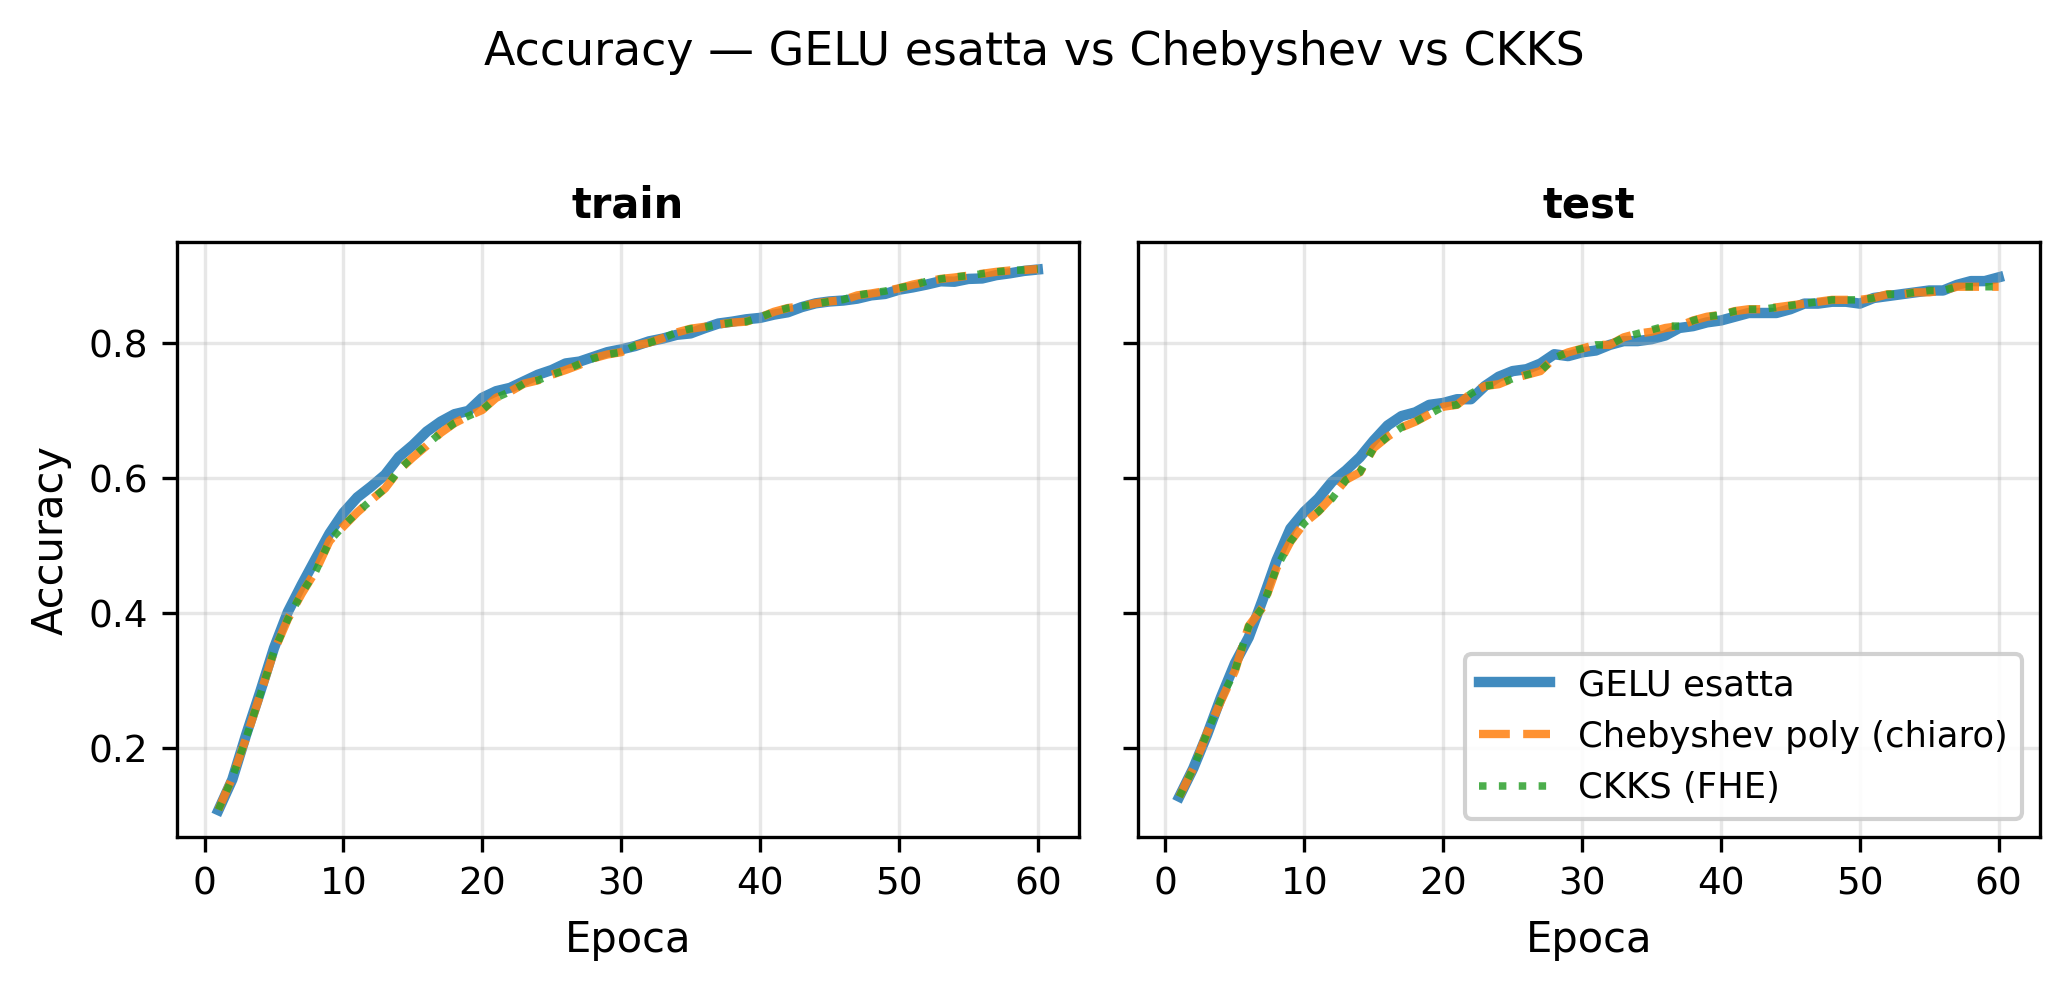 Accuracy — GELU esatta vs Chebyshev vs CKKS
train
test
Accuracy
0.8
0.6
0.4
0.2
0 10 20 30 40 50 60
0 10 20 30 40 50 60
Epoca
Epoca
GELU esatta
Chebyshev poly (chiaro)
CKKS (FHE)